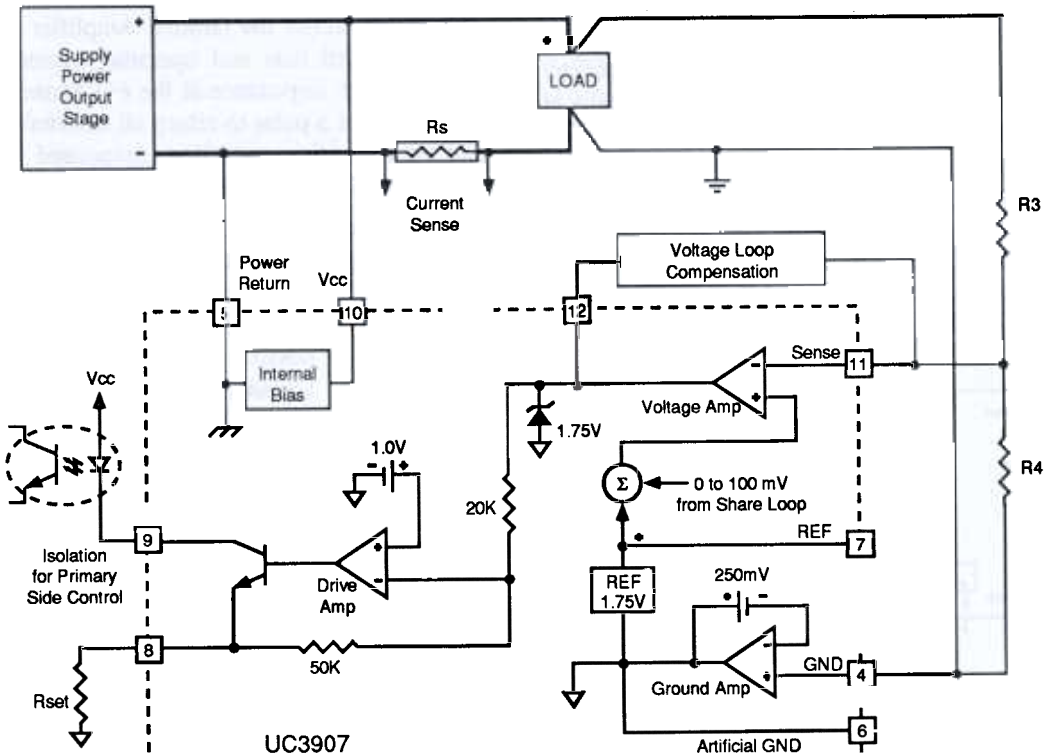 Supply
Power
Output
Stage
+
-
LOAD
Rs
Current
Sense
R3
Voltage Loop
Compensation
Power
Return
Vcc
5
10
12
Internal
Bias
Vcc
Sense
11
Voltage Amp
1.75V
1.0V
Σ
0 to 100 mV
from Share Loop
R4
20K
REF
7
9
Isolation
for Primary
Side Control
Drive
Amp
REF
1.75V
250mV
8
50K
GND
4
Ground Amp
Rset
6
UC3907
Artificial GND